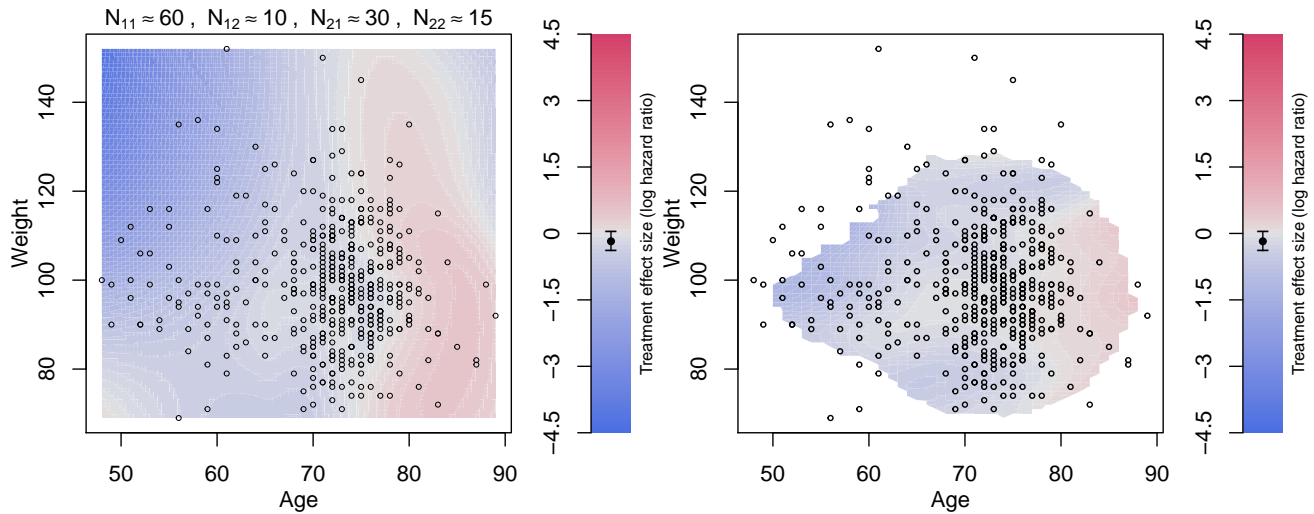 N₁₁ ≈ 60 , N₁₂ ≈ 10 , N₂₁ ≈ 30 , N₂₂ ≈ 15
Weight
140
120
100
80
50 60 70 80 90
Age
4.5
3
1.5
0
−1.5
−3
−4.5
Treatment effect size (log hazard ratio)
Weight
140
120
100
80
50 60 70 80 90
Age
4.5
3
1.5
0
−1.5
−3
−4.5
Treatment effect size (log hazard ratio)